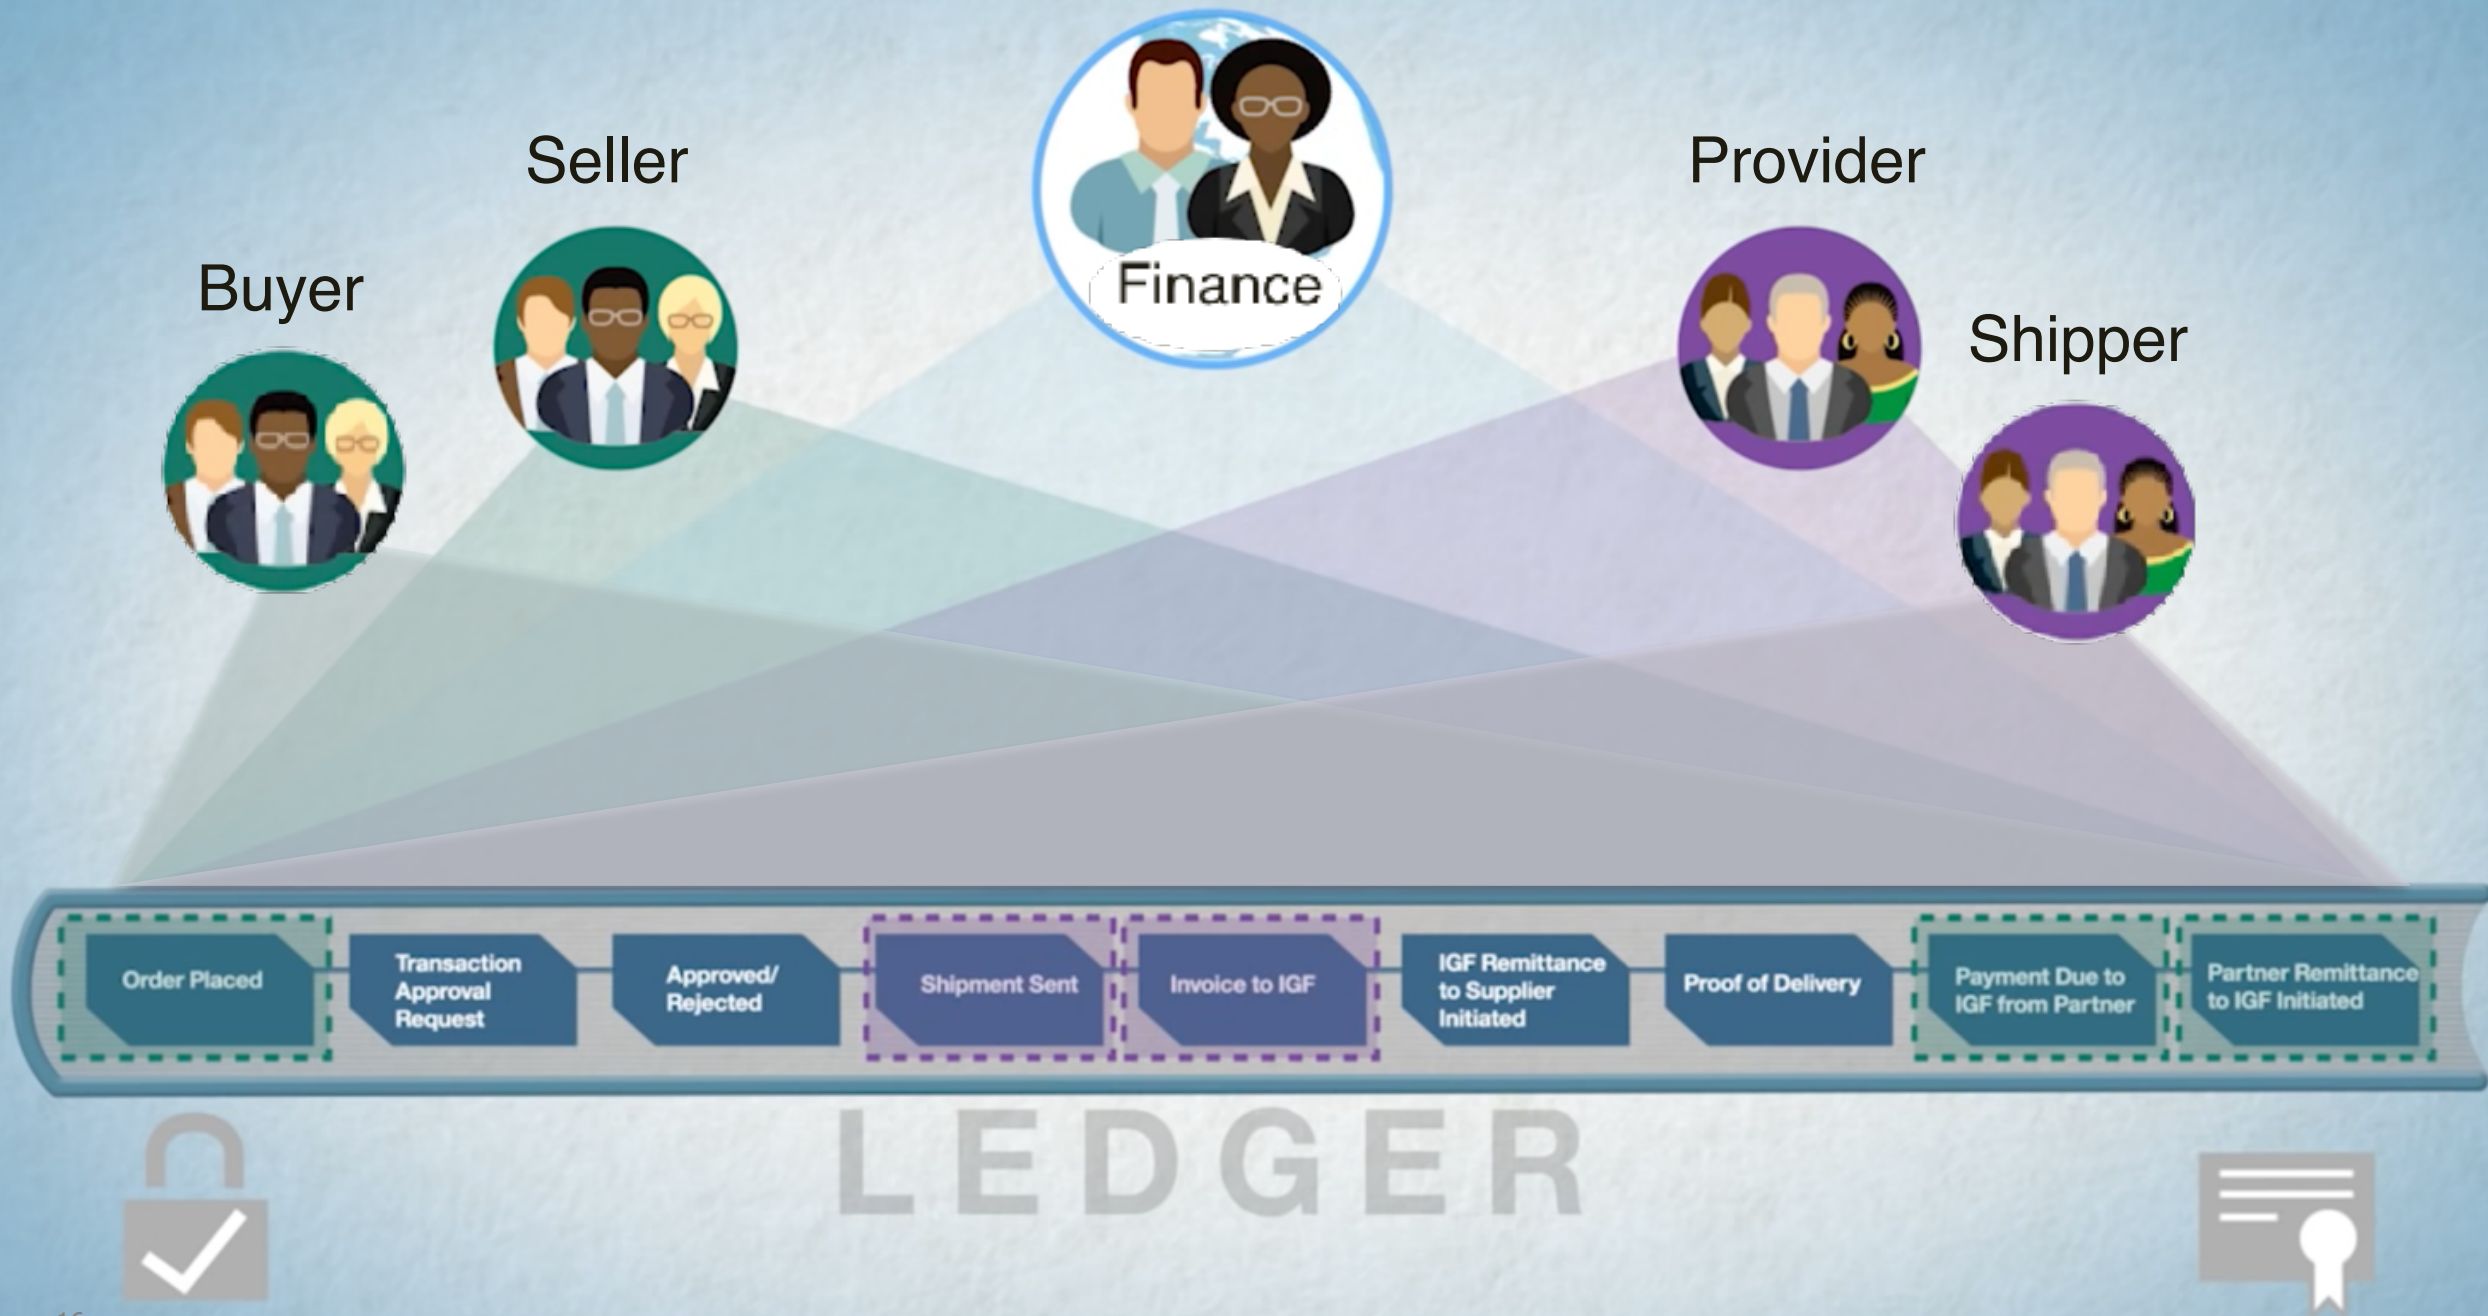 Seller
Provider
Buyer
Finance
Shipper
Order Placed
Transaction
Approval
Request
Approved/
Rejected
Shipment Sent
Invoice to IGF
IGF Remittance
to Supplier
Initiated
Proof of Delivery
Payment Due to
IGF from Partner
Partner Remittance
to IGF Initiated
LEDGER